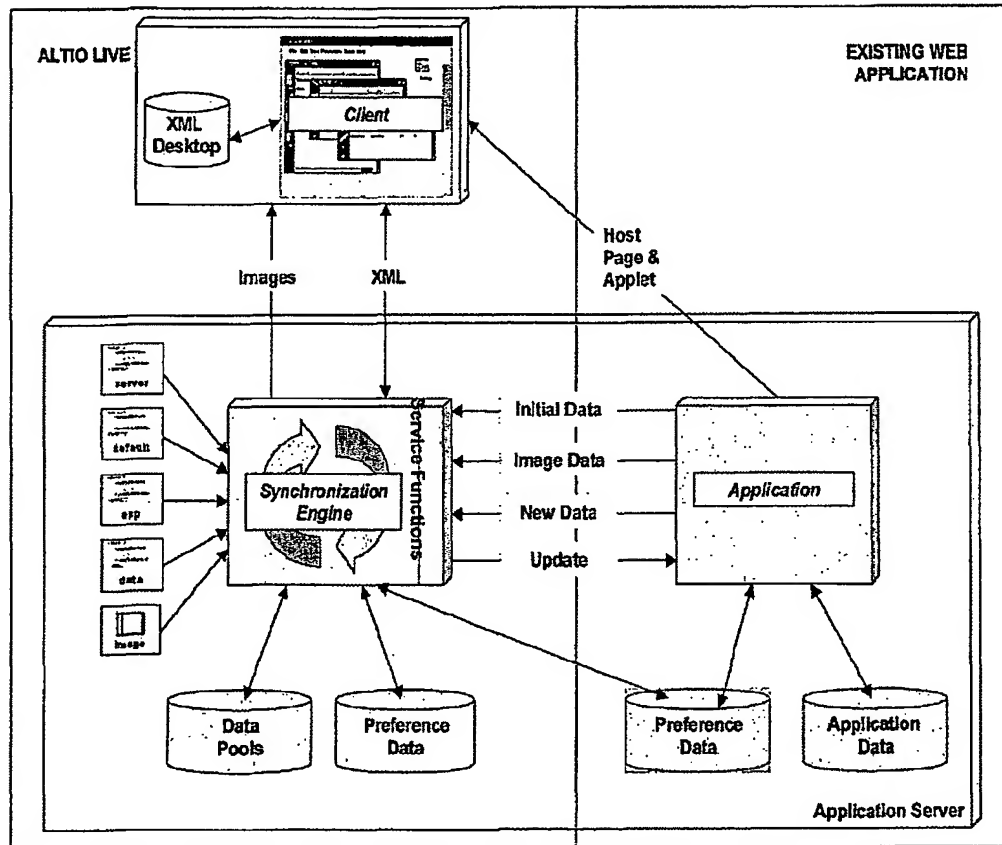 ALTIO LIVE
EXISTING WEB
APPLICATION
XML
Desktop
Client
Images
XML
Host
Page &
Applet
server
default
app
data
image
Synchronization
Engine
Service Functions
Initial Data
Image Data
New Data
Update
Application
Data
Pools
Preference
Data
Preference
Data
Application
Data
Application Server